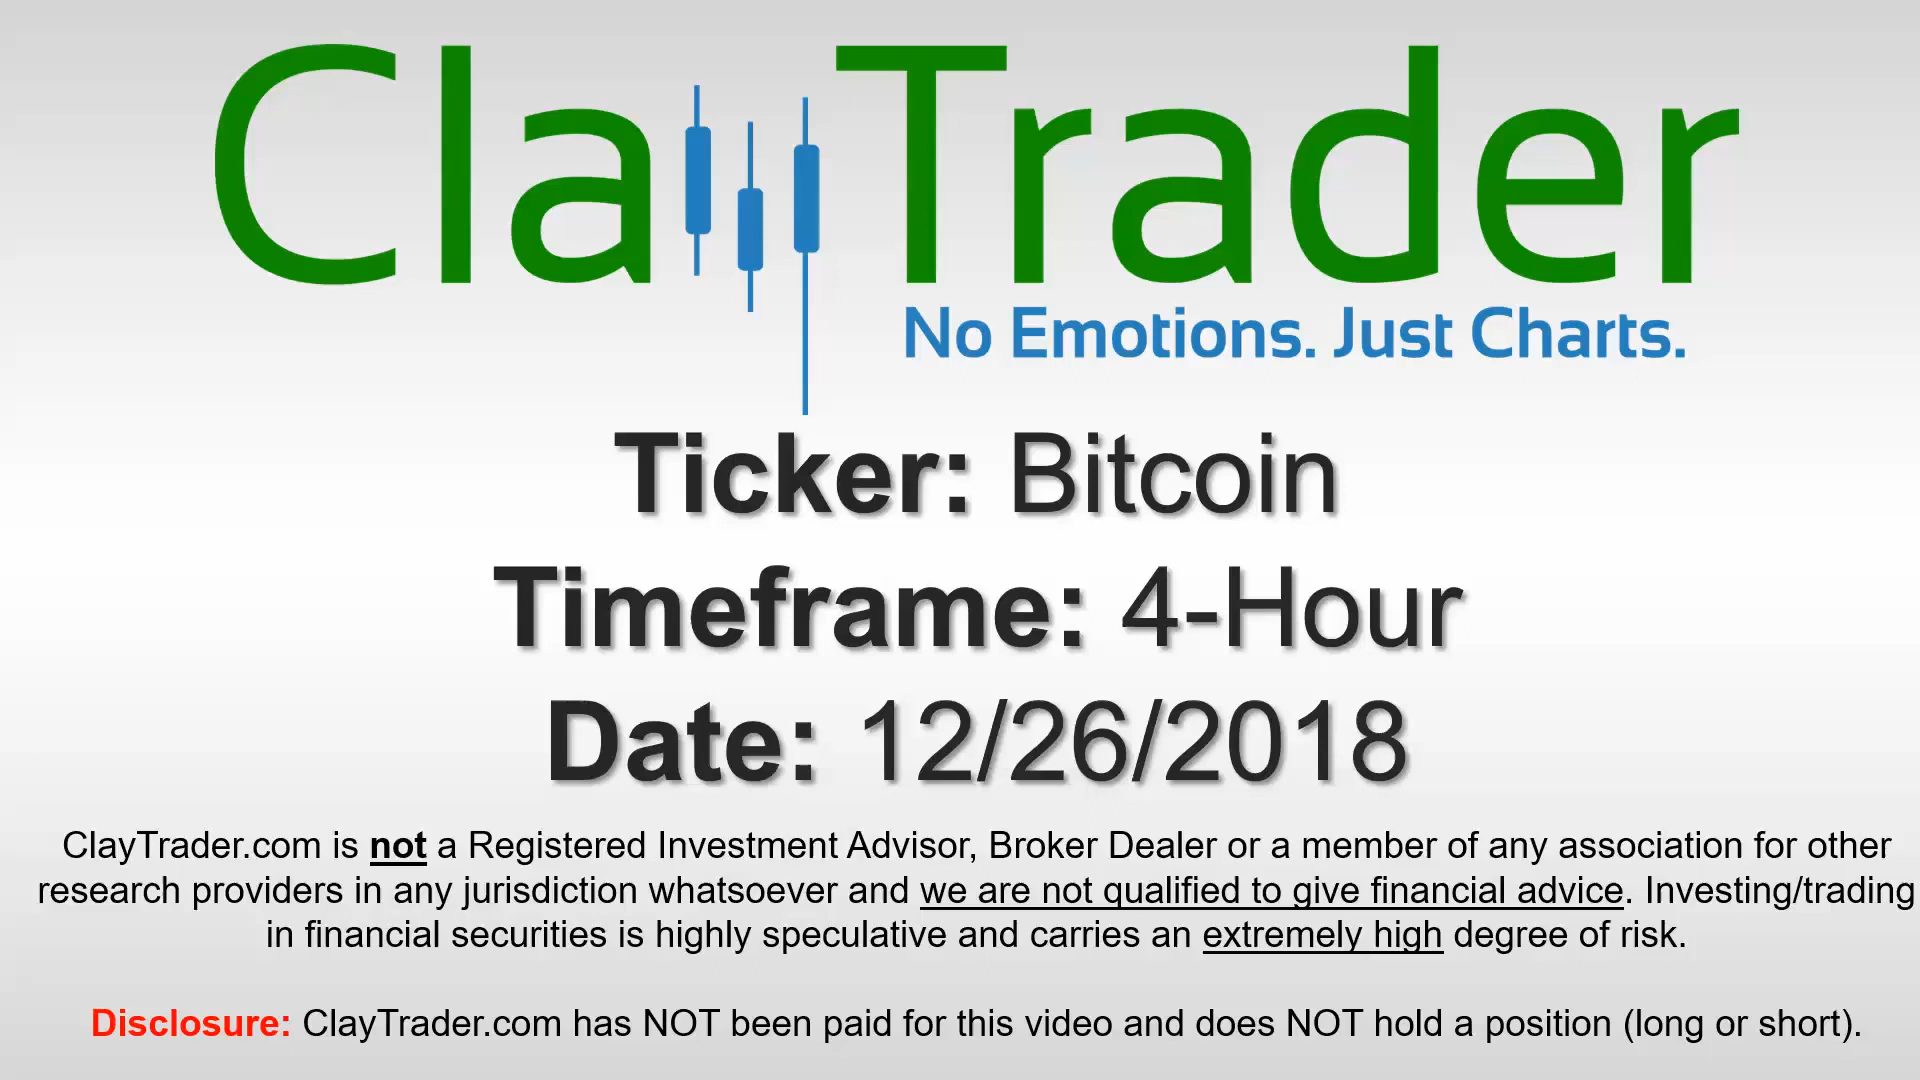 ClayTrader
No Emotions. Just Charts.
Ticker: Bitcoin
Timeframe: 4-Hour
Date: 12/26/2018
ClayTrader.com is not a Registered Investment Advisor, Broker Dealer or a member of any association for other
research providers in any jurisdiction whatsoever and we are not qualified to give financial advice. Investing/trading
in financial securities is highly speculative and carries an extremely high degree of risk.
Disclosure: ClayTrader.com has NOT been paid for this video and does NOT hold a position (long or short).